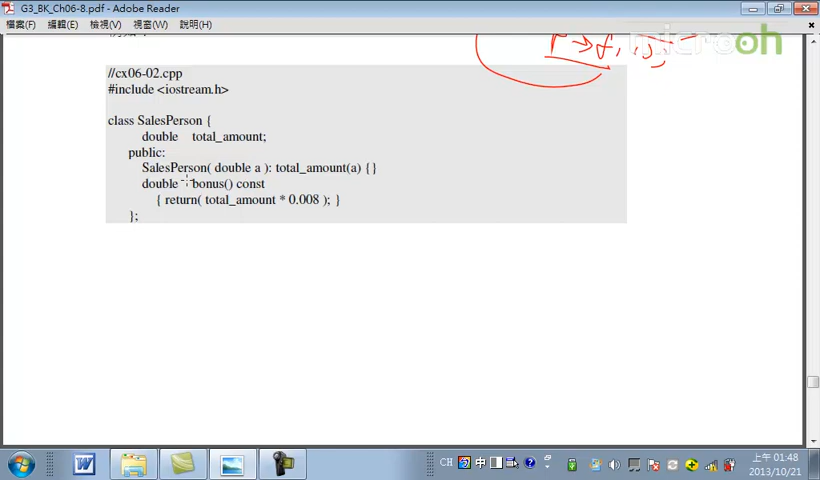 G3_BK_Ch06-8.pdf - Adobe Reader
檔案(F) 編輯(E) 檢視(V) 視窗(W) 說明(H)
microoh
//cx06-02.cpp
#include <iostream.h>
class SalesPerson {
double total_amount;
public:
SalesPerson( double a ): total_amount(a) {}
double bonus() const
{ return( total_amount * 0.008 ); }
};
CH 中
上午 01:48
2013/10/21